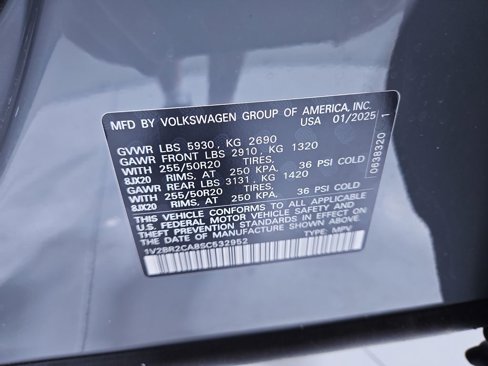 MFD BY VOLKSWAGEN GROUP OF AMERICA, INC.
USA 01/2025
GVWR LBS 5930, KG 2690
GAWR FRONT LBS 2910, KG 1320
WITH 255/50R20 TIRES,
8JX20 RIMS, AT 250 KPA, 36 PSI COLD
GAWR REAR LBS 3131, KG 1420
WITH 255/50R20 TIRES,
8JX20 RIMS, AT 250 KPA, 36 PSI COLD
THIS VEHICLE CONFORMS TO ALL APPLICABLE
U.S. FEDERAL MOTOR VEHICLE SAFETY AND
THEFT PREVENTION STANDARDS IN EFFECT ON
THE DATE OF MANUFACTURE SHOWN ABOVE.
1V2BR2CA8SC532952 TYPE: MPV
0638320 1